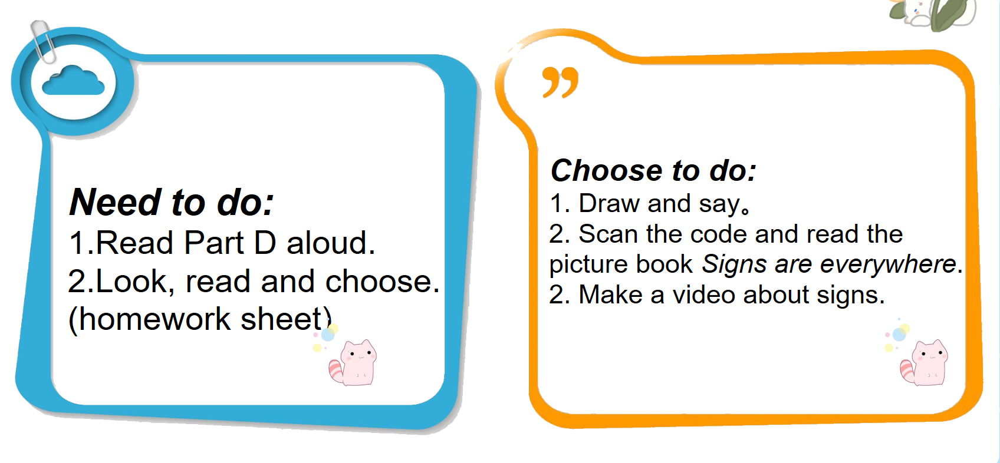 Need to do:
1.Read Part D aloud.
2.Look, read and choose.
(homework sheet)
Choose to do:
1. Draw and say。
2. Scan the code and read the
picture book Signs are everywhere.
2. Make a video about signs.